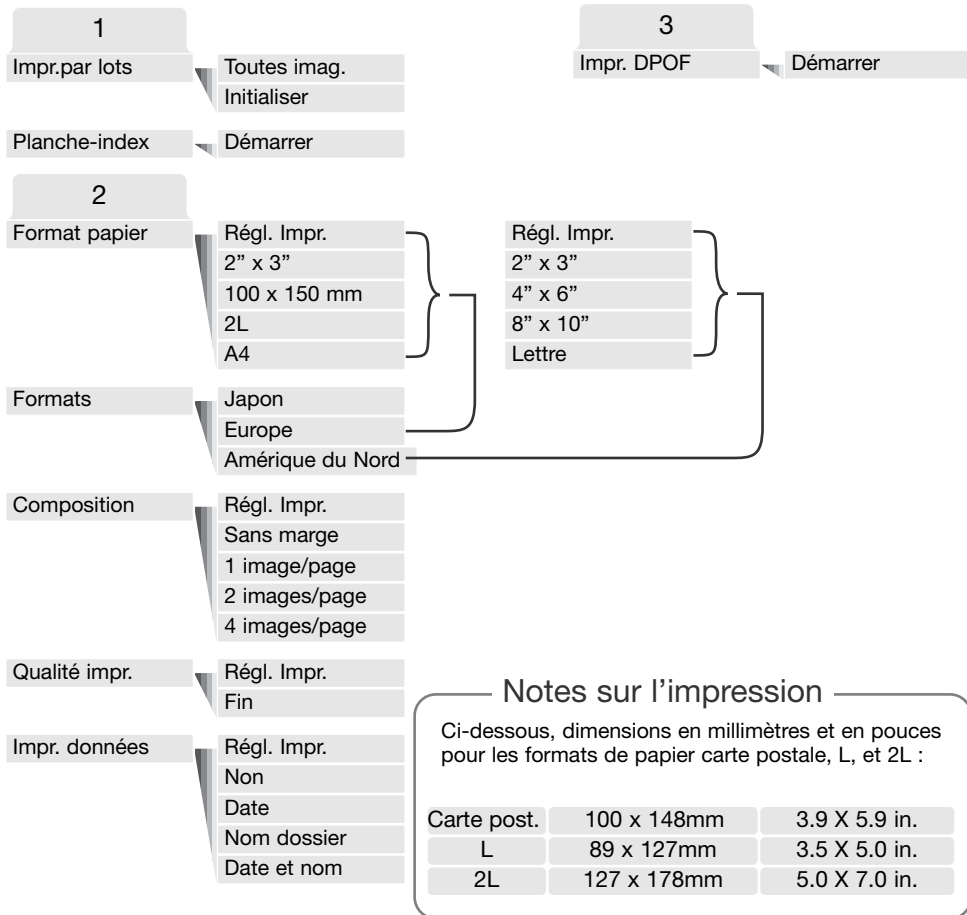 1
Impr.par lots
Toutes imag.
Initialiser
Planche-index
Démarrer
3
Impr. DPOF
Démarrer
2
Format papier
Régl. Impr.
2” x 3”
100 x 150 mm
2L
A4
Régl. Impr.
2” x 3”
4” x 6”
8” x 10”
Lettre
Formats
Japon
Europe
Amérique du Nord
Composition
Régl. Impr.
Sans marge
1 image/page
2 images/page
4 images/page
Qualité impr.
Régl. Impr.
Fin
Impr. données
Régl. Impr.
Non
Date
Nom dossier
Date et nom
Notes sur l’impression
Ci-dessous, dimensions en millimètres et en pouces
pour les formats de papier carte postale, L, et 2L :
Carte post. 100 x 148mm 3.9 X 5.9 in.
L 89 x 127mm 3.5 X 5.0 in.
2L 127 x 178mm 5.0 X 7.0 in.